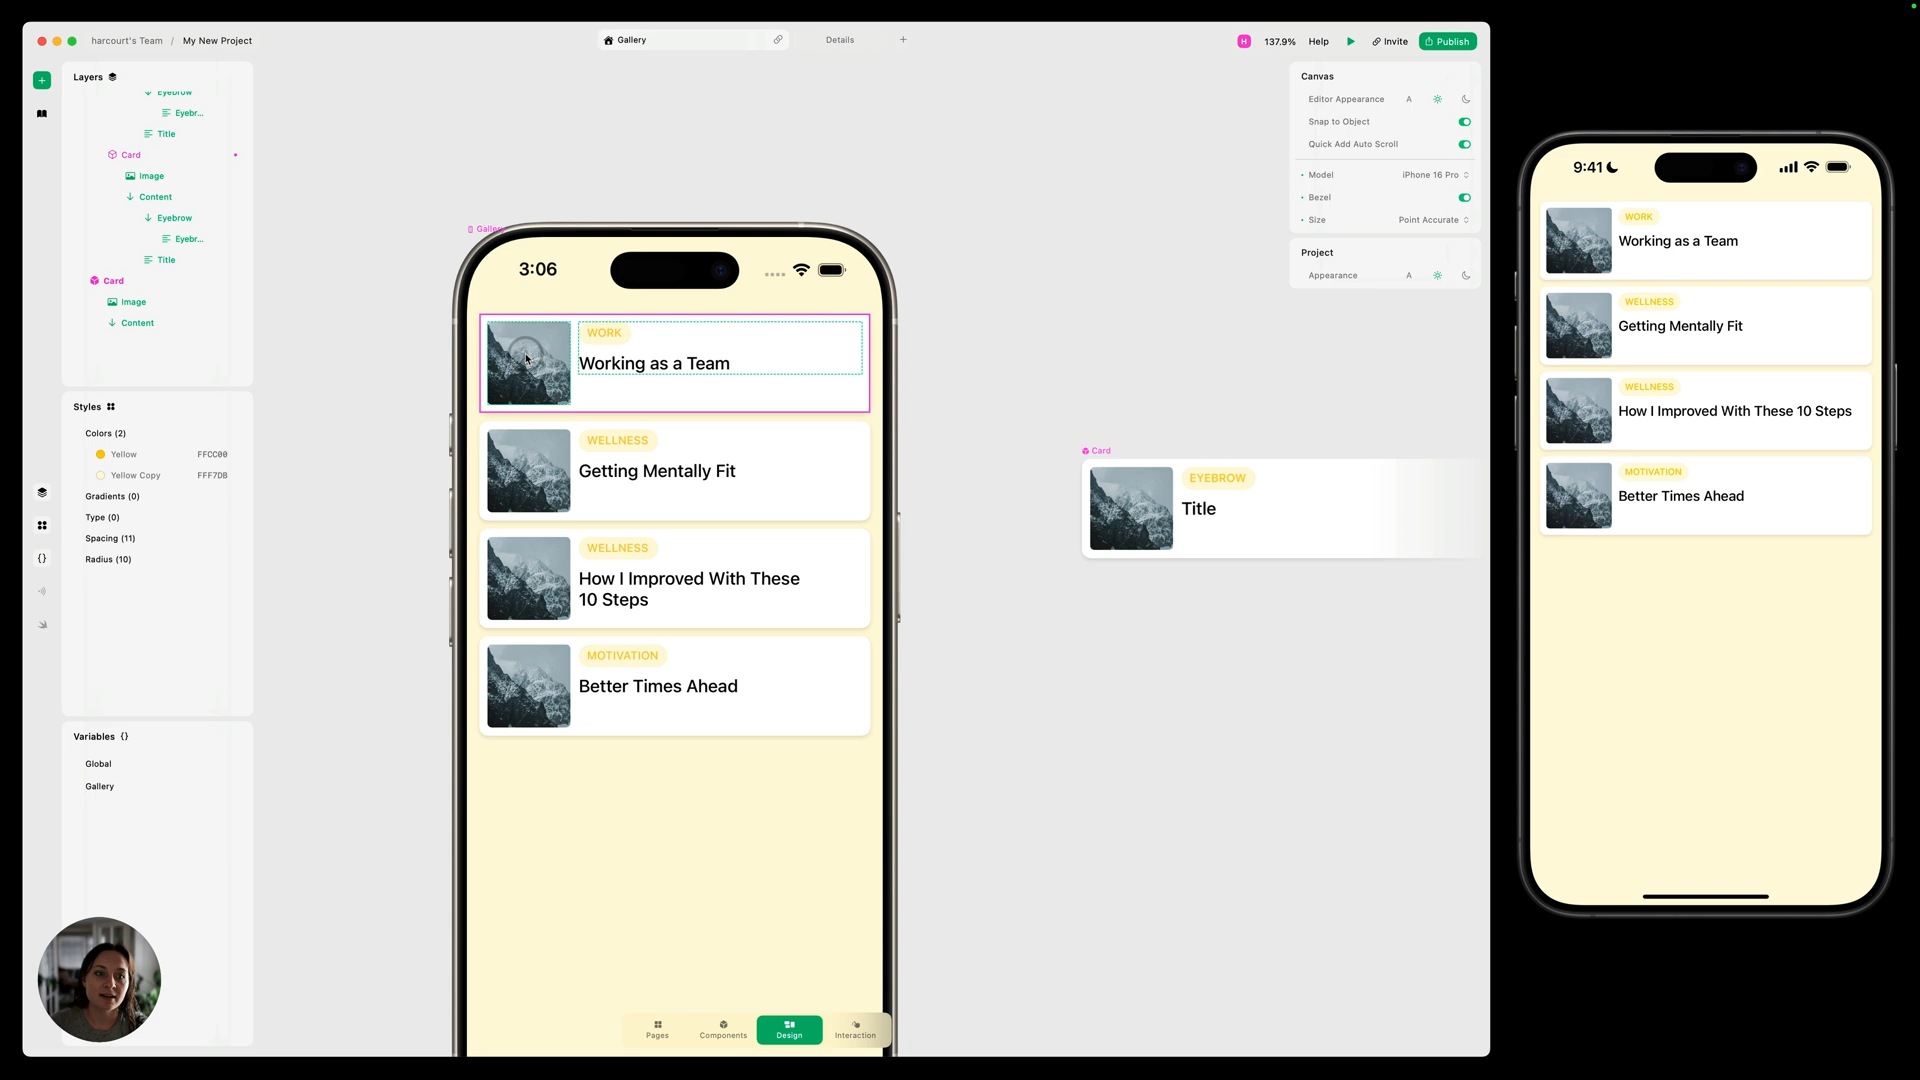 harcourt's Team / My New Project
Gallery
Details
H
137.9%
Help
Invite
Publish
Layers
Eyebrow
Eyebr...
Title
Card
Image
Content
Eyebrow
Eyebr...
Title
Card
Image
Content
Styles
Colors (2)
Yellow FFCC00
Yellow Copy FFF7DB
Gradients (0)
Type (0)
Spacing (11)
Radius (10)
Variables {}
Global
Gallery
Gallery
3:06
WORK
Working as a Team
WELLNESS
Getting Mentally Fit
WELLNESS
How I Improved With These
10 Steps
MOTIVATION
Better Times Ahead
Pages
Components
Design
Interaction
Card
EYEBROW
Title
Canvas
Editor Appearance A
Snap to Object
Quick Add Auto Scroll
Model iPhone 16 Pro
Bezel
Size Point Accurate
Project
Appearance A
9:41
WORK
Working as a Team
WELLNESS
Getting Mentally Fit
WELLNESS
How I Improved With These 10 Steps
MOTIVATION
Better Times Ahead